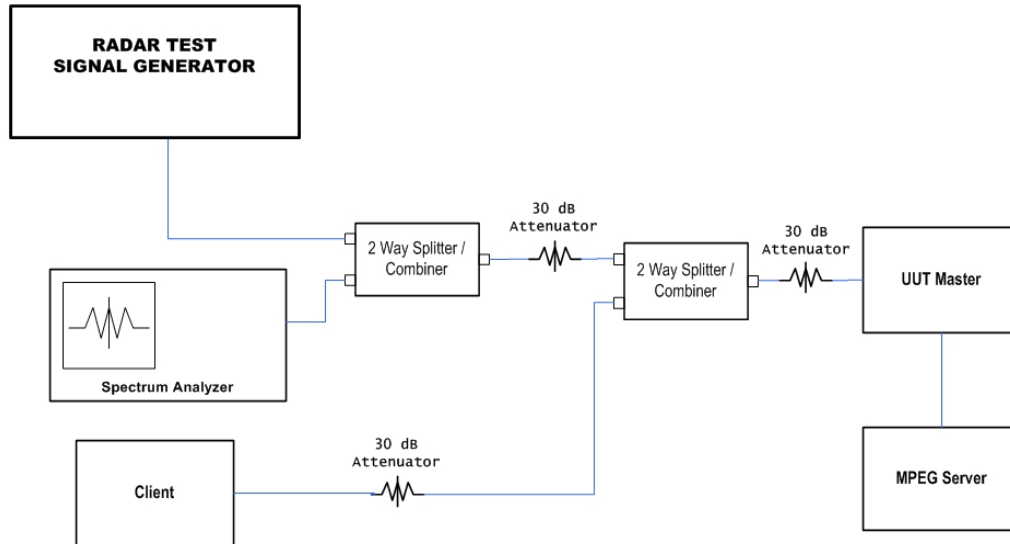 RADAR TEST
SIGNAL GENERATOR
30 dB
Attenuator
30 dB
Attenuator
2 Way Splitter /
Combiner
2 Way Splitter /
Combiner
UUT Master
Spectrum Analyzer
30 dB
Attenuator
Client
MPEG Server